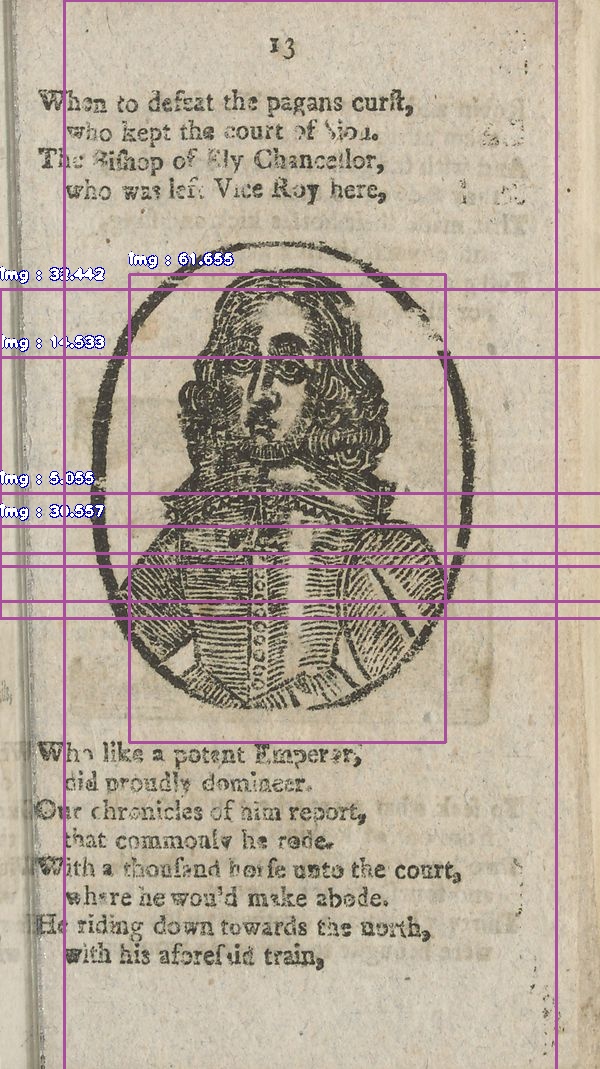 13
When to defeat the pagans curſt,
who kept the court of Sion.
The Biſhop of Ely Chancellor,
who was left Vice Roy here,
img : 61.655
img : 33.442
img : 14.533
img : 5.055
img : 30.557
Who like a potent Emperer,
did proudly domineer.
Our chronicles of him report,
that commonly he rode.
With a thouſand horſe unto the court,
where he wou'd make abode.
He riding down towards the north,
with his aforeſaid train,